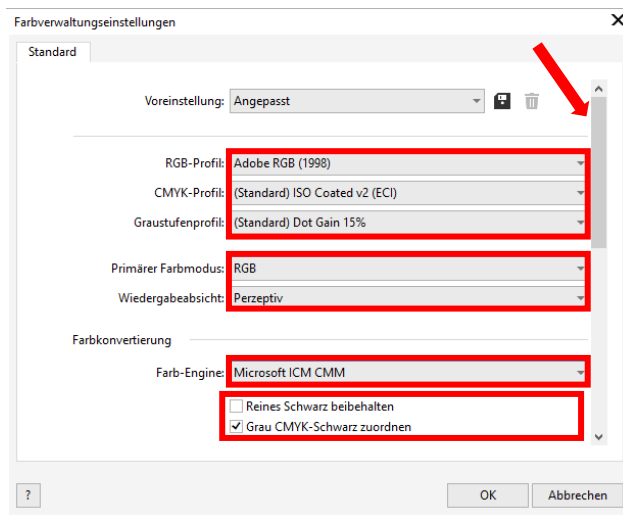 Farbverwaltungseinstellungen
Standard
Voreinstellung: Angepasst
RGB-Profil: Adobe RGB (1998)
CMYK-Profil: (Standard) ISO Coated v2 (ECI)
Graustufenprofil: (Standard) Dot Gain 15%
Primärer Farbmodus: RGB
Wiedergabeabsicht: Perzeptiv
Farbkonvertierung
Farb-Engine: Microsoft ICM CMM
Reines Schwarz beibehalten
Grau CMYK-Schwarz zuordnen
? OK Abbrechen